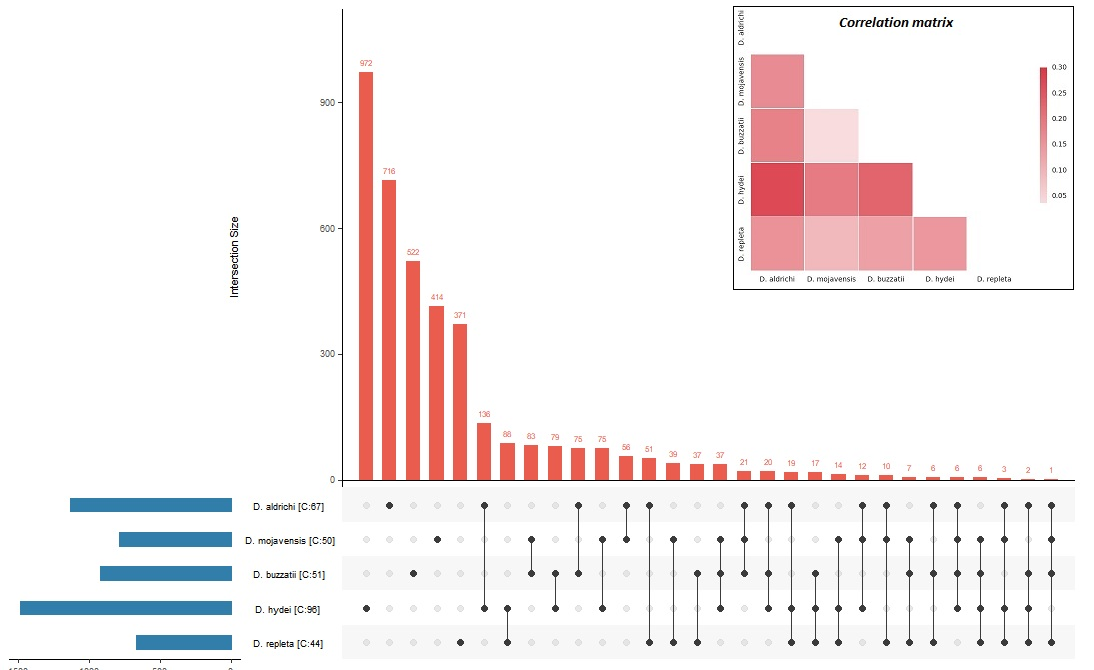 Correlation matrix
D. aldrichi
D. mojavensis
D. buzzatii
D. hydei
D. repleta
0.30
0.25
0.20
0.15
0.10
0.05
D. aldrichi D. mojavensis D. buzzatii D. hydei D. repleta
Intersection Size
900
600
300
0
972 716 522 414 371 136 88 83 79 75 75 56 51 39 37 37 21 20 19 17 14 12 10 7 6 6 6 3 2 1
D. aldrichi [C:67]
D. mojavensis [C:50]
D. buzzatii [C:51]
D. hydei [C:96]
D. repleta [C:44]